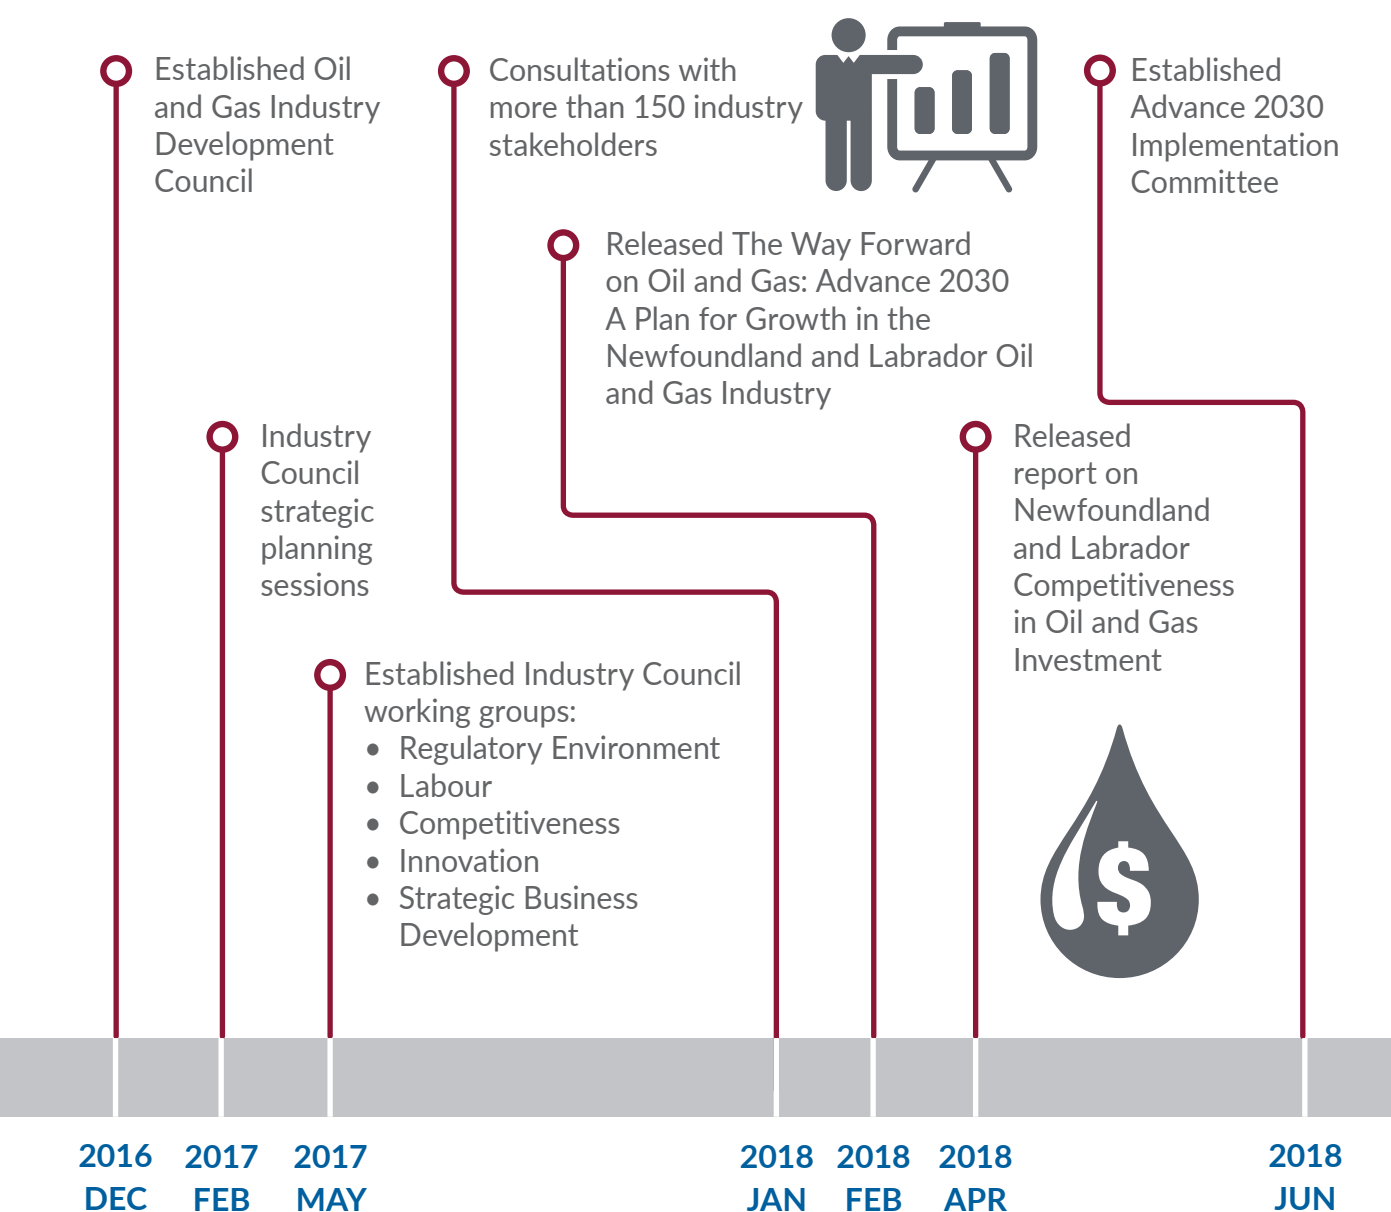 Established Oil
and Gas Industry
Development
Council
Consultations with
more than 150 industry
stakeholders
Established
Advance 2030
Implementation
Committee
Released The Way Forward
on Oil and Gas: Advance 2030
A Plan for Growth in the
Newfoundland and Labrador Oil
and Gas Industry
Industry
Council
strategic
planning
sessions
Released
report on
Newfoundland
and Labrador
Competitiveness
in Oil and Gas
Investment
Established Industry Council
working groups:
• Regulatory Environment
• Labour
• Competitiveness
• Innovation
• Strategic Business
Development
$
2016
DEC
2017
FEB
2017
MAY
2018
JAN
2018
FEB
2018
APR
2018
JUN